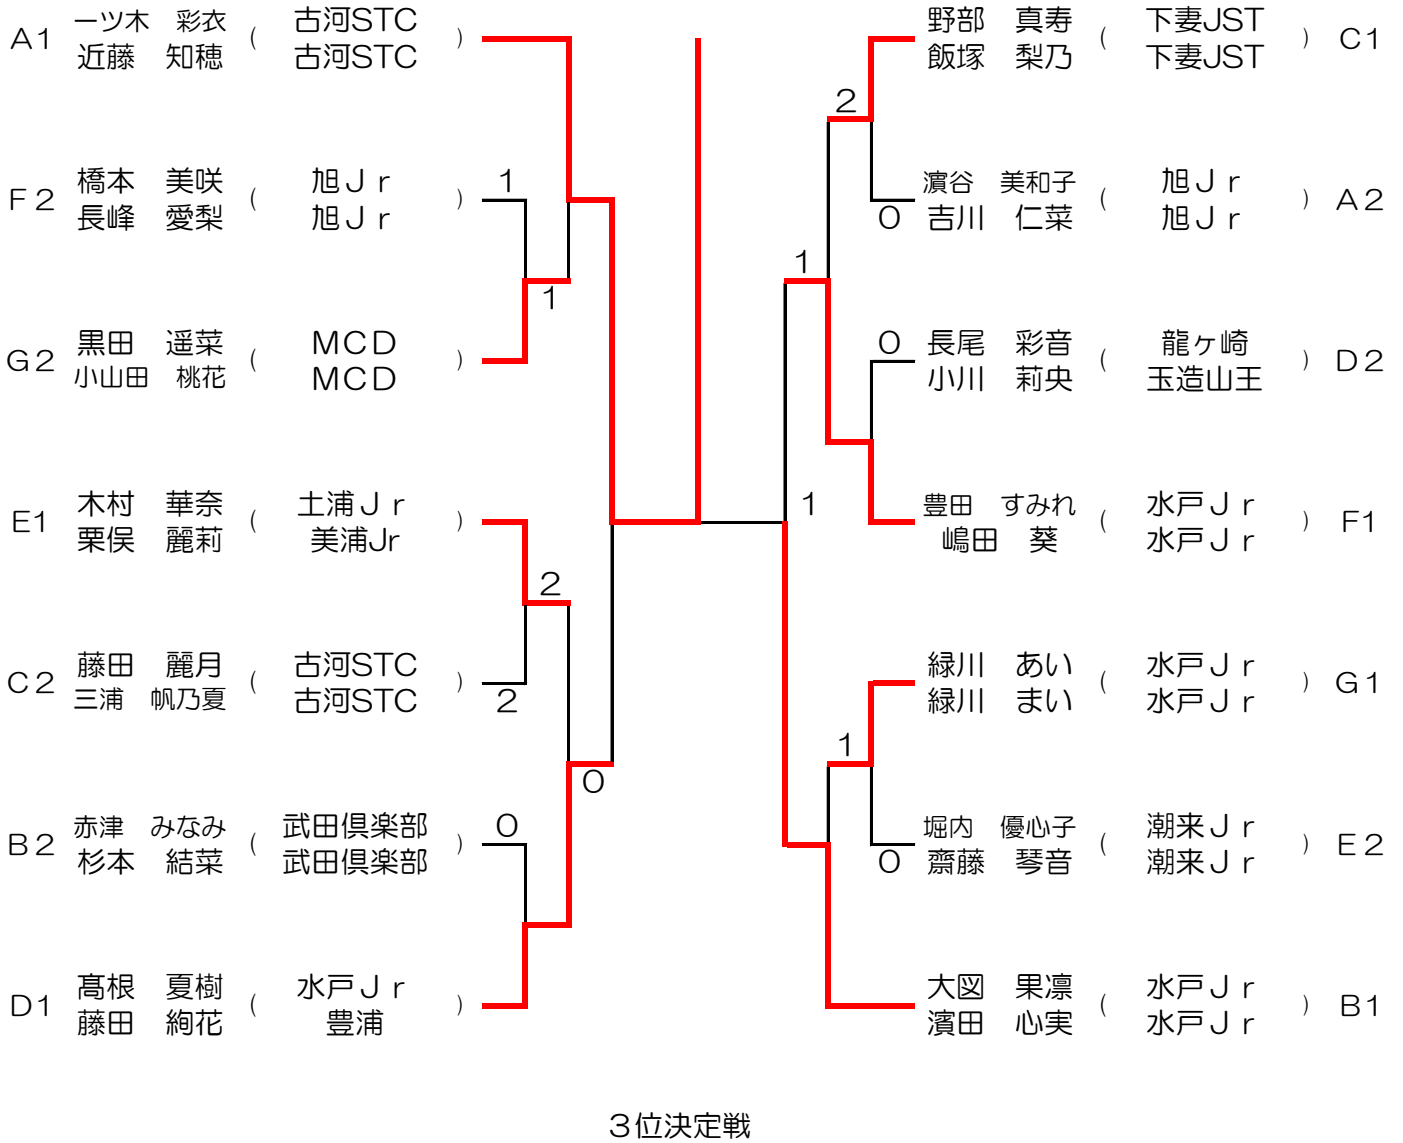 A1 一ツ木 彩衣 ( 古河STC )
近藤 知穂 古河STC
F2 橋本 美咲 ( 旭Jr ) 1
長峰 愛梨 旭Jr
1
G2 黒田 遥菜 ( MCD )
小山田 桃花 MCD
E1 木村 華奈 ( 土浦Jr )
栗俣 麗莉 美浦Jr
2
C2 藤田 麗月 ( 古河STC ) 2
三浦 帆乃夏 古河STC
0
B2 赤津 みなみ ( 武田倶楽部 ) 0
杉本 結菜 武田倶楽部
D1 髙根 夏樹 ( 水戸Jr )
藤田 絢花 豊浦
野部 真寿 ( 下妻JST ) C1
飯塚 梨乃 下妻JST
2
濵谷 美和子 ( 旭Jr ) A2
0 吉川 仁菜 旭Jr
1
0 長尾 彩音 ( 龍ヶ崎 ) D2
小川 莉央 玉造山王
1
豊田 すみれ ( 水戸Jr ) F1
嶋田 葵 水戸Jr
緑川 あい ( 水戸Jr ) G1
緑川 まい 水戸Jr
1
堀内 優心子 ( 潮来Jr ) E2
0 齋藤 琴音 潮来Jr
大図 果凛 ( 水戸Jr ) B1
濱田 心実 水戸Jr
3位決定戦